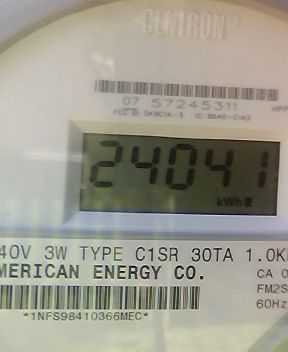 CENTRON
07 57245311
24041
kWh
40V 3W TYPE C1SR 30TA 1.0K
MERICAN ENERGY CO.
CA 0
FM2S
60Hz
*1NFS98410366MEC*